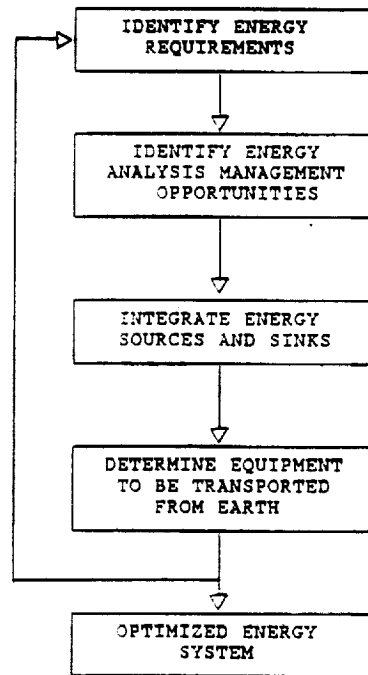 IDENTIFY ENERGY
REQUIREMENTS
IDENTIFY ENERGY
ANALYSIS MANAGEMENT
OPPORTUNITIES
INTEGRATE ENERGY
SOURCES AND SINKS
DETERMINE EQUIPMENT
TO BE TRANSPORTED
FROM EARTH
OPTIMIZED ENERGY
SYSTEM